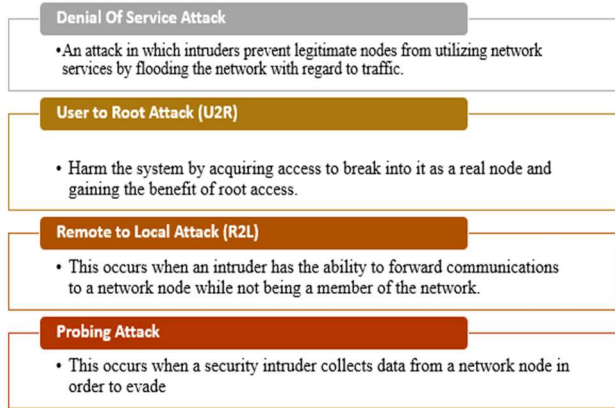 Denial Of Service Attack
•An attack in which intruders prevent legitimate nodes from utilizing network
services by flooding the network with regard to traffic.
User to Root Attack (U2R)
• Harm the system by acquiring access to break into it as a real node and
gaining the benefit of root access.
Remote to Local Attack (R2L)
• This occurs when an intruder has the ability to forward communications
to a network node while not being a member of the network.
Probing Attack
• This occurs when a security intruder collects data from a network node in
order to evade